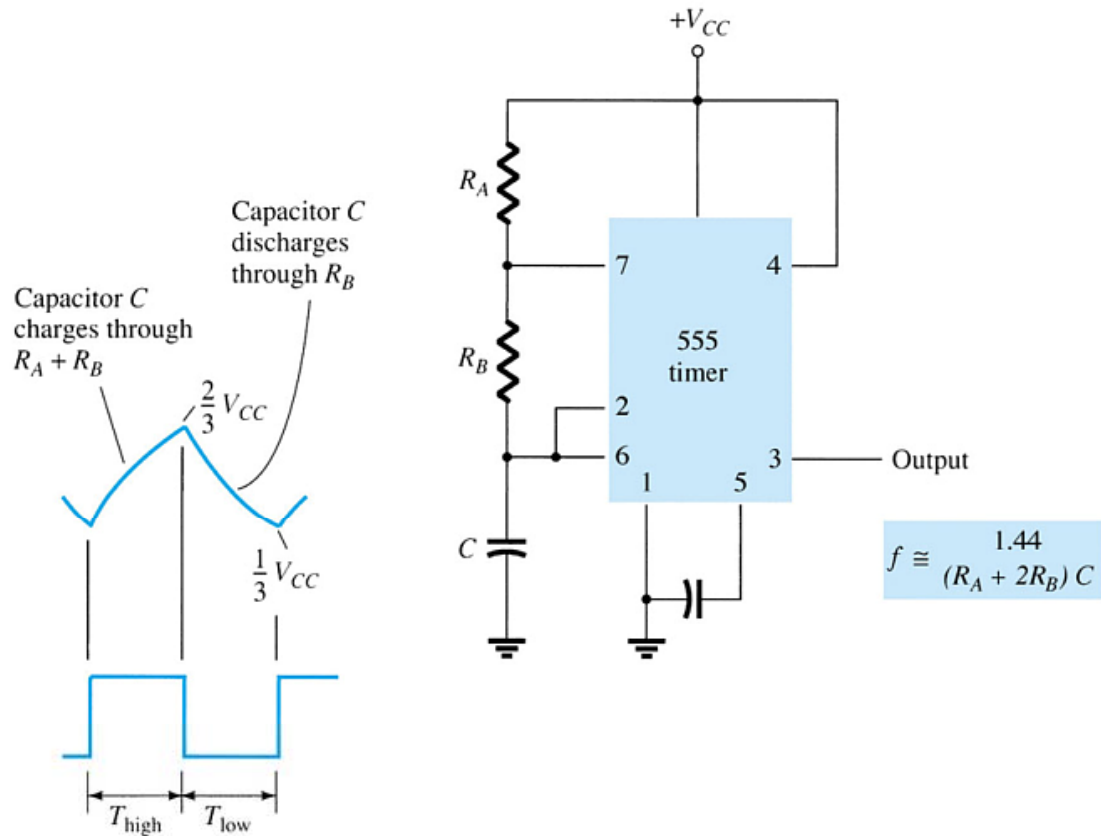 +V_CC
R_A
Capacitor C
discharges
through R_B
Capacitor C
charges through
R_A + R_B
2/3 V_CC
1/3 V_CC
T_high
T_low
R_B
C
7
4
555
timer
2
6
3
1
5
Output
f ≅ 1.44 / (R_A + 2R_B) C